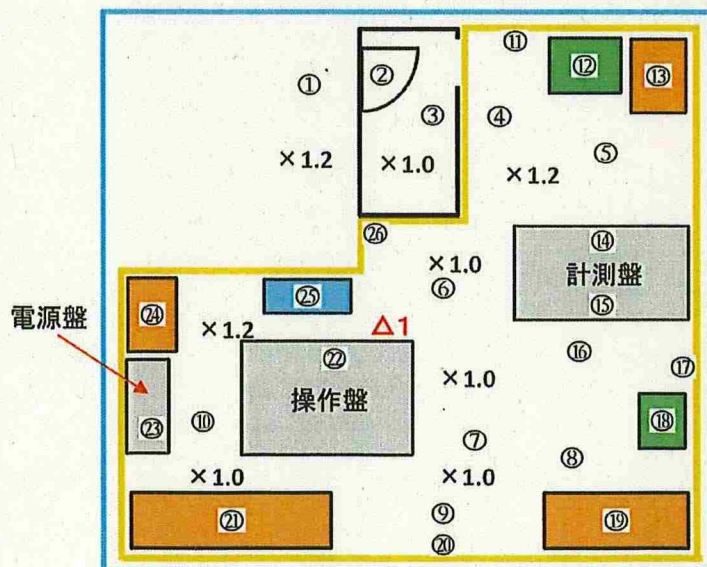 ⑪
② ⑫ ⑬
①
③ ④
⑤
×1.2 ×1.0 ×1.2
㉖ ⑭
×1.0 計測盤
⑥ ⑮
㉔ ㉕
電源盤 ×1.2 △1
㉒ ⑯
×1.0 ⑰
操作盤
㉓ ⑩ ⑱
⑦ ⑧
×1.0 ×1.0
㉑ ⑨ ⑲
⑳